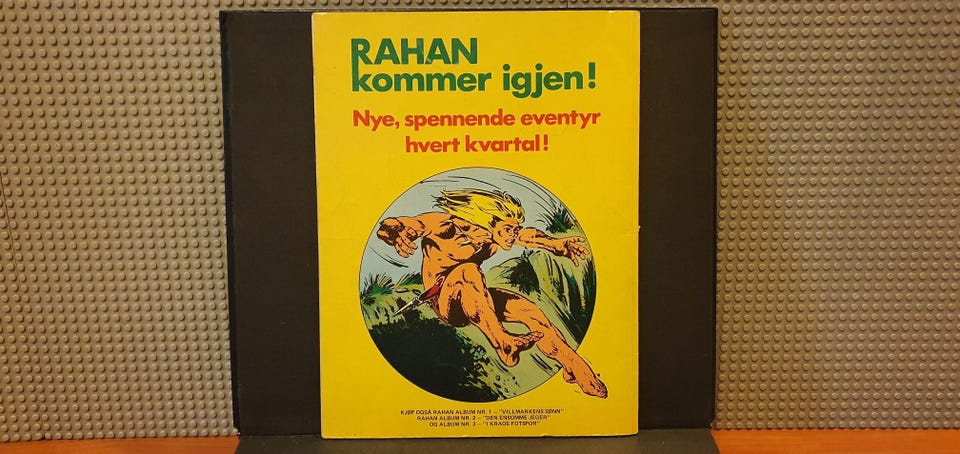 RAHAN
kommer igjen!
Nye, spennende eventyr
hvert kvartal!
KJØP OGSÅ RAHAN ALBUM NR. 1 – "VILLMARKENS SØNN"
RAHAN ALBUM NR. 2 – "DEN ENSOMME JEGER"
OG ALBUM NR. 3 – "I KRAOS FOTSPOR"